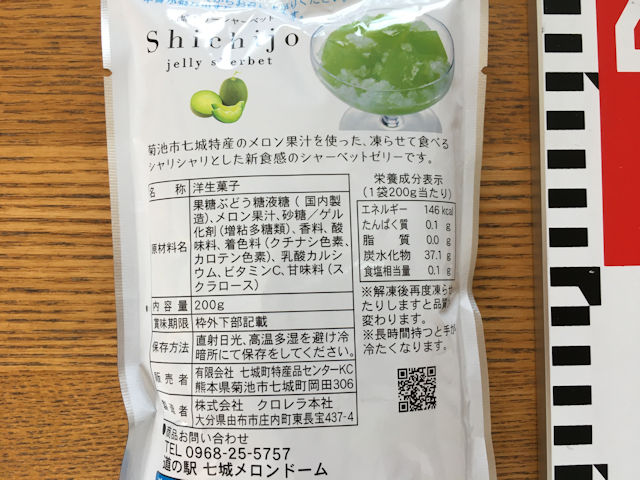 シャーベット
Shichijo
jelly sherbet
菊池市七城特産のメロン果汁を使った、凍らせて食べる
シャリシャリとした新食感のシャーベットゼリーです。
名 称 洋生菓子
原材料名 果糖ぶどう糖液糖(国内製
造)、メロン果汁、砂糖/ゲル
化剤(増粘多糖類)、香料、酸
味料、着色料(クチナシ色素、
カロテン色素)、乳酸カルシ
ウム、ビタミンC、甘味料(ス
クラロース)
内 容 量 200g
賞味期限 枠外下部記載
保存方法 直射日光、高温多湿を避け冷
暗所にて保存をしてください。
販 売 者 有限会社 七城町特産品センターKC
熊本県菊池市七城町岡田306
製造者 株式会社 クロレラ本社
大分県由布市庄内町東長宝437-4
●商品お問い合わせ
TEL 0968-25-5757
道の駅 七城メロンドーム
栄養成分表示
(1袋200g当たり)
エネルギー 146 kcal
たんぱく質 0.1 g
脂 質 0.0 g
炭水化物 37.1 g
食塩相当量 0.1 g
※解凍後再度凍らせ
たりしますと品質
変わります。
※長時間持つと手が
冷たくなります。